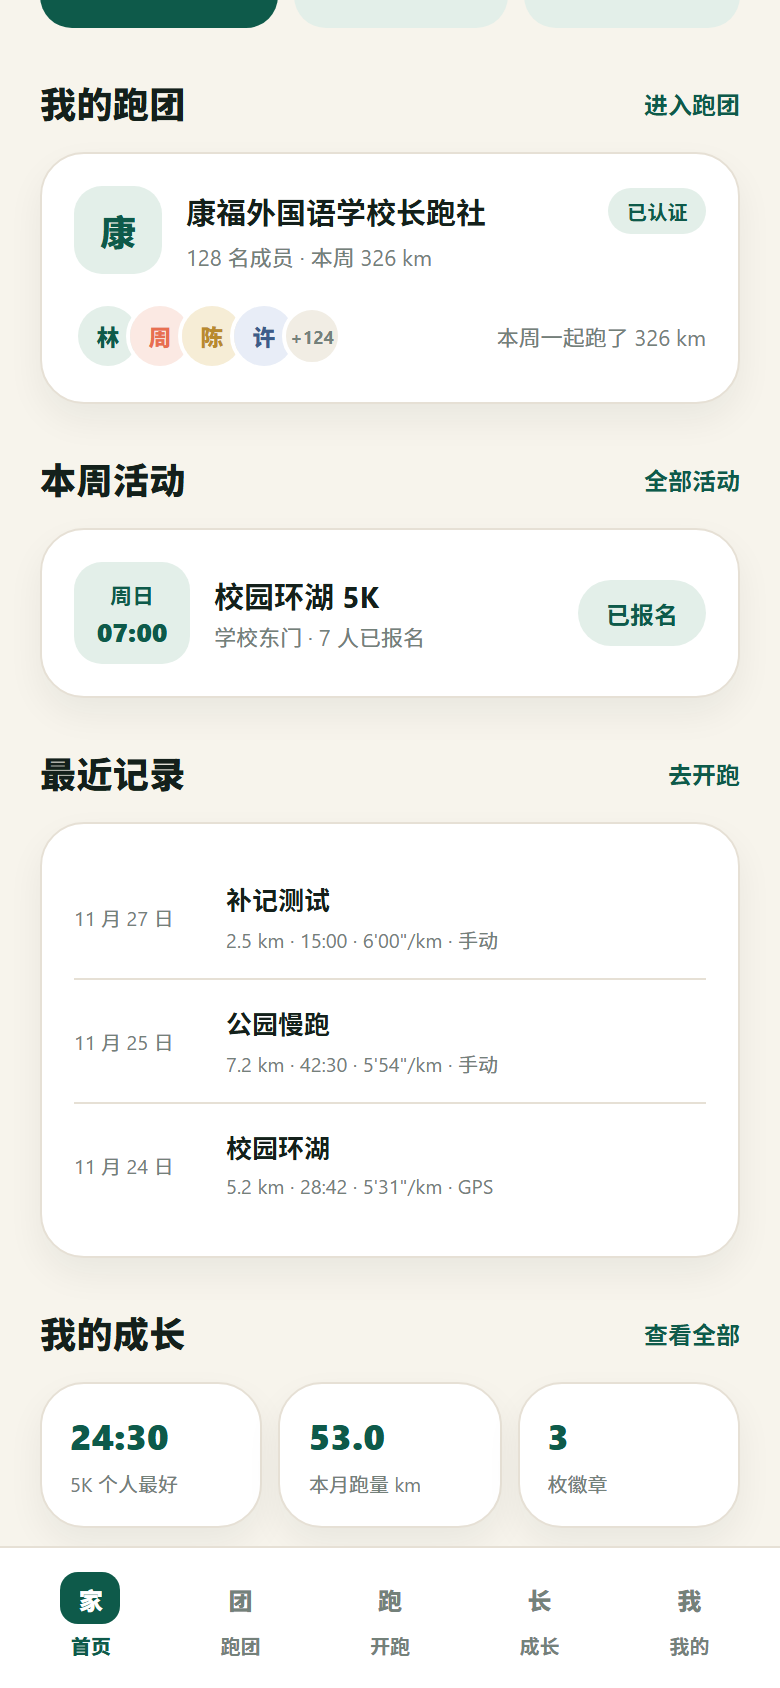 我的跑团
进入跑团
康
康福外国语学校长跑社
已认证
128 名成员 · 本周 326 km
林
周
陈
许
+124
本周一起跑了 326 km
本周活动
全部活动
周日
07:00
校园环湖 5K
学校东门 · 7 人已报名
已报名
最近记录
去开跑
11 月 27 日
补记测试
2.5 km · 15:00 · 6'00"/km · 手动
11 月 25 日
公园慢跑
7.2 km · 42:30 · 5'54"/km · 手动
11 月 24 日
校园环湖
5.2 km · 28:42 · 5'31"/km · GPS
我的成长
查看全部
24:30
5K 个人最好
53.0
本月跑量 km
3
枚徽章
家
首页
团
跑团
跑
开跑
长
成长
我
我的